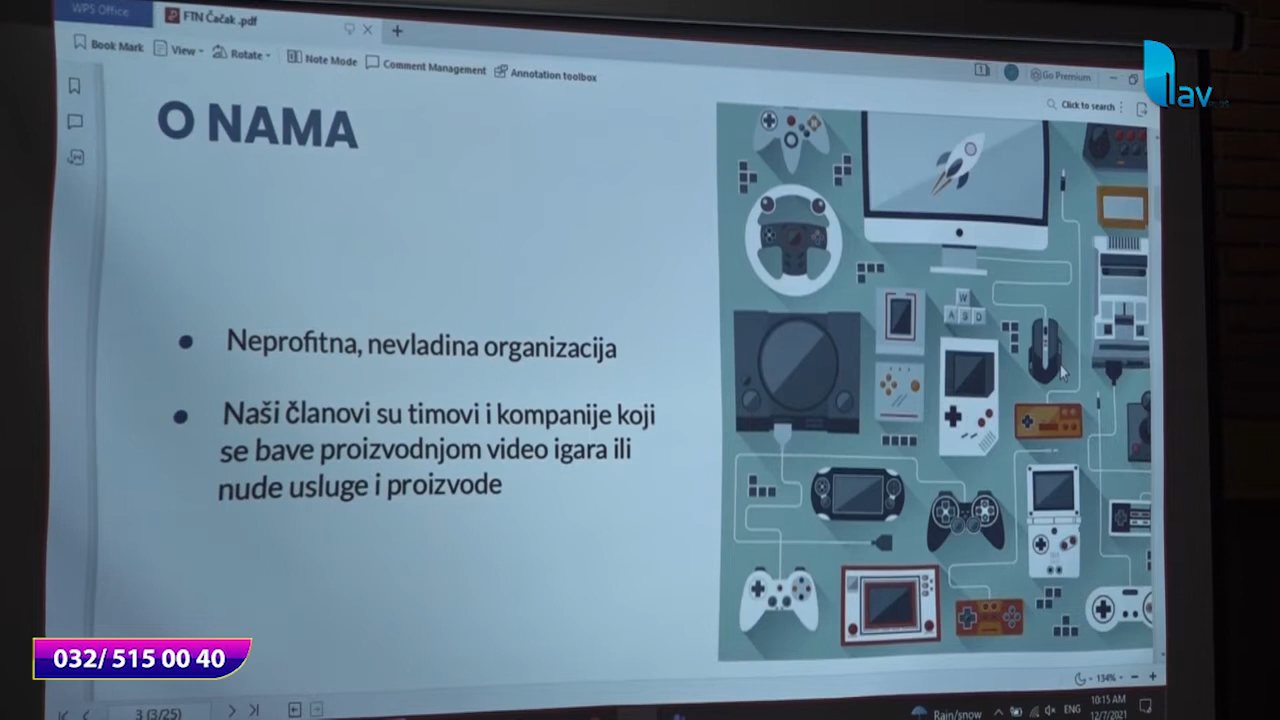 WPS Office
FTN Čačak .pdf
Book Mark View Rotate Note Mode Comment Management Annotation toolbox
Go Premium
Click to search
lav
O NAMA
W
A S D
Neprofitna, nevladina organizacija
Naši članovi su timovi i kompanije koji
se bave proizvodnjom video igara ili
nude usluge i proizvode
032/ 515 00 40
134%
3 (3/25)
Rain/snow
ENG
10:15 AM
12/7/2021